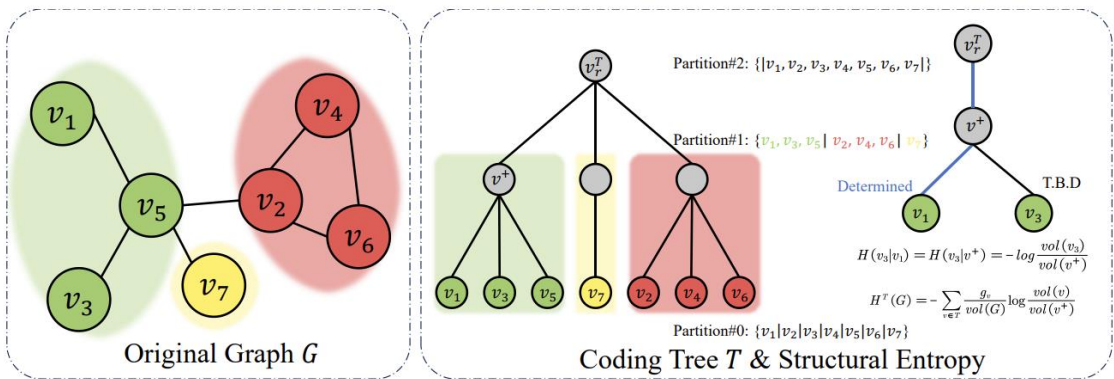 v₁
v₄
v₅
v₂
v₆
v₃
v₇
Original Graph G
v_r^T
Partition#2: {|v₁, v₂, v₃, v₄, v₅, v₆, v₇|}
v_r^T
Partition#1: {v₁, v₃, v₅| v₂, v₄, v₆| v₇}
v⁺
v⁺
Determined
T.B.D
v₁
v₃
v₁
v₃
v₅
v₇
v₂
v₄
v₆
H(v₃|v₁) = H(v₃|v⁺) = −log vol(v₃)/vol(v⁺)
H^T(G) = − ∑_{v∈T} g_v/vol(G) log vol(v)/vol(v⁺)
Partition#0: {v₁|v₂|v₃|v₄|v₅|v₆|v₇}
Coding Tree T & Structural Entropy